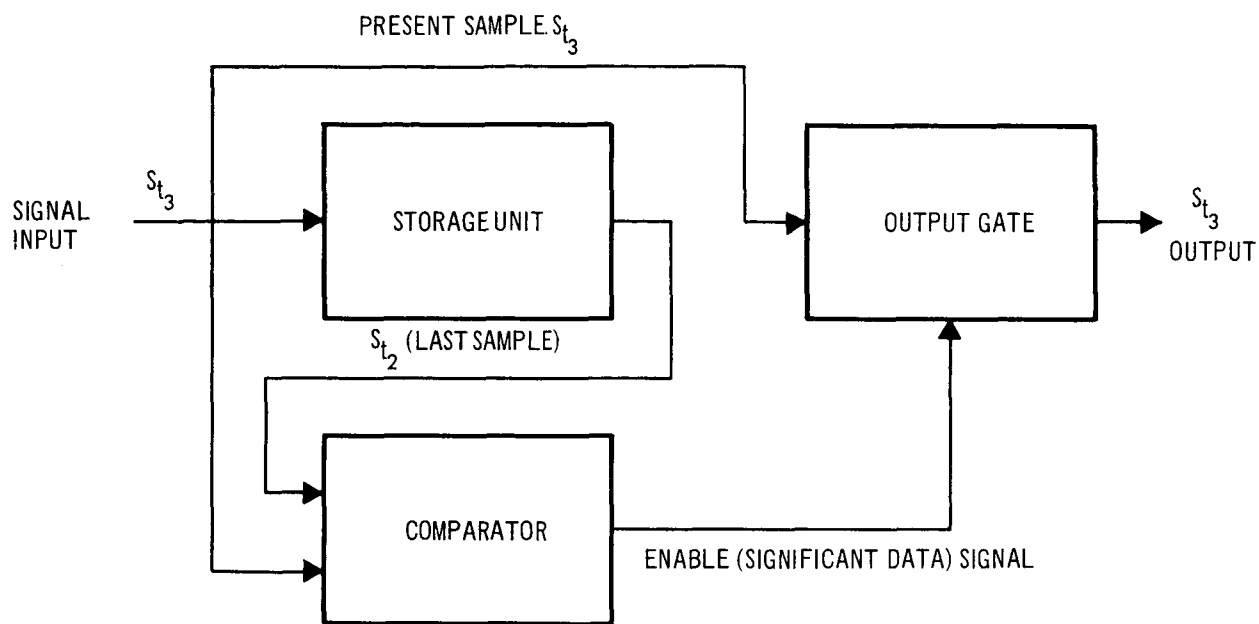 PRESENT SAMPLE. S_t₃
S_t₃
SIGNAL
INPUT
STORAGE UNIT
OUTPUT GATE
S_t₃
OUTPUT
S_t₂ (LAST SAMPLE)
COMPARATOR
ENABLE (SIGNIFICANT DATA) SIGNAL